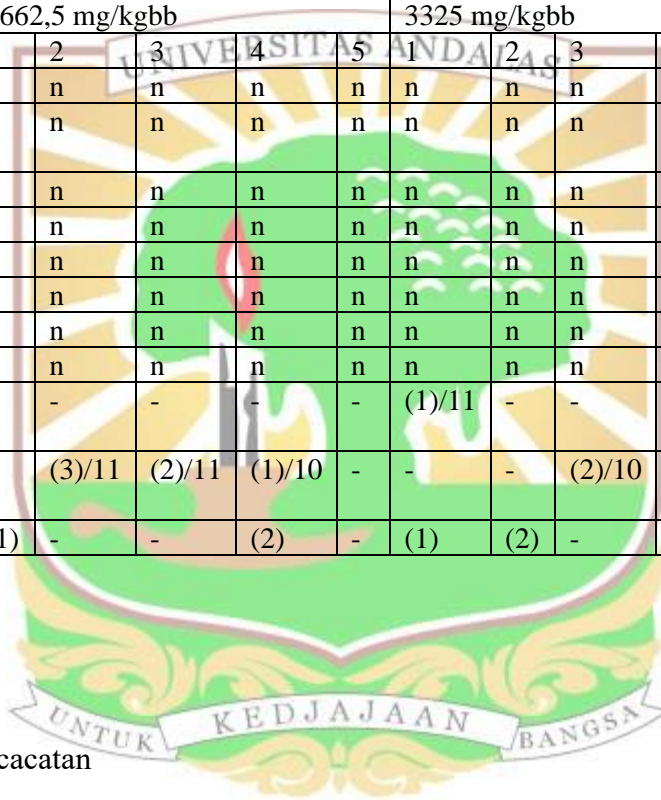 662,5 mg/kgbb 3325 mg/kgbb
2 3 4 5 1 2 3
UNIVERSITAS ANDALAS
n n n n n n n
n n n n n n n
n n n n n n n
n n n n n n n
n n n n n n n
n n n n n n n
n n n n n n n
n n n n n n n
- - - - (1)/11 - -
(3)/11 (2)/11 (1)/10 - - - (2)/10
1) - - (2) - (1) (2) -
UNTUK KEDJAJAAN BANGSA
cacatan